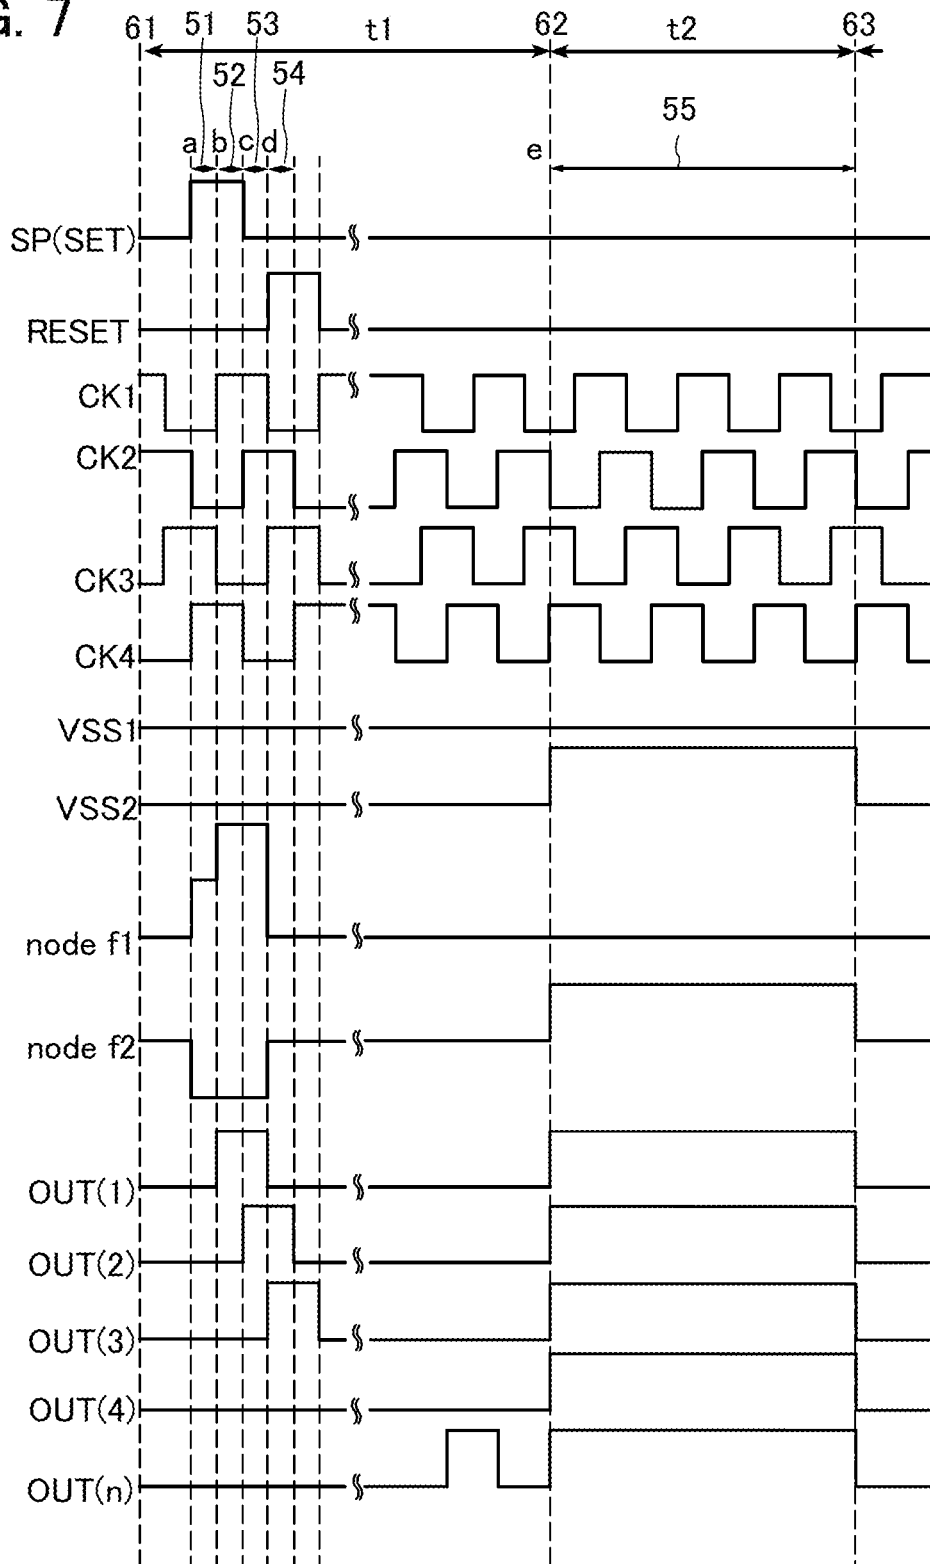 G. 7
61 51 53 t1 62 t2 63
52 54
55
a b c d e
SP(SET)
RESET
CK1
CK2
CK3
CK4
VSS1
VSS2
node f1
node f2
OUT(1)
OUT(2)
OUT(3)
OUT(4)
OUT(n)